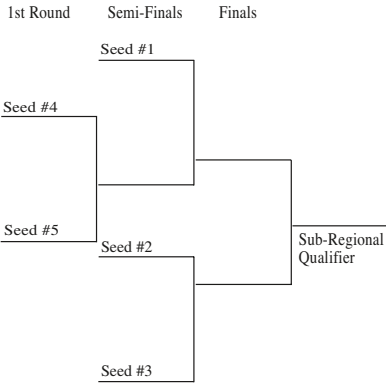 1st Round Semi-Finals Finals
Seed #1
Seed #4
Seed #5
Seed #2
Sub-Regional
Qualifier
Seed #3